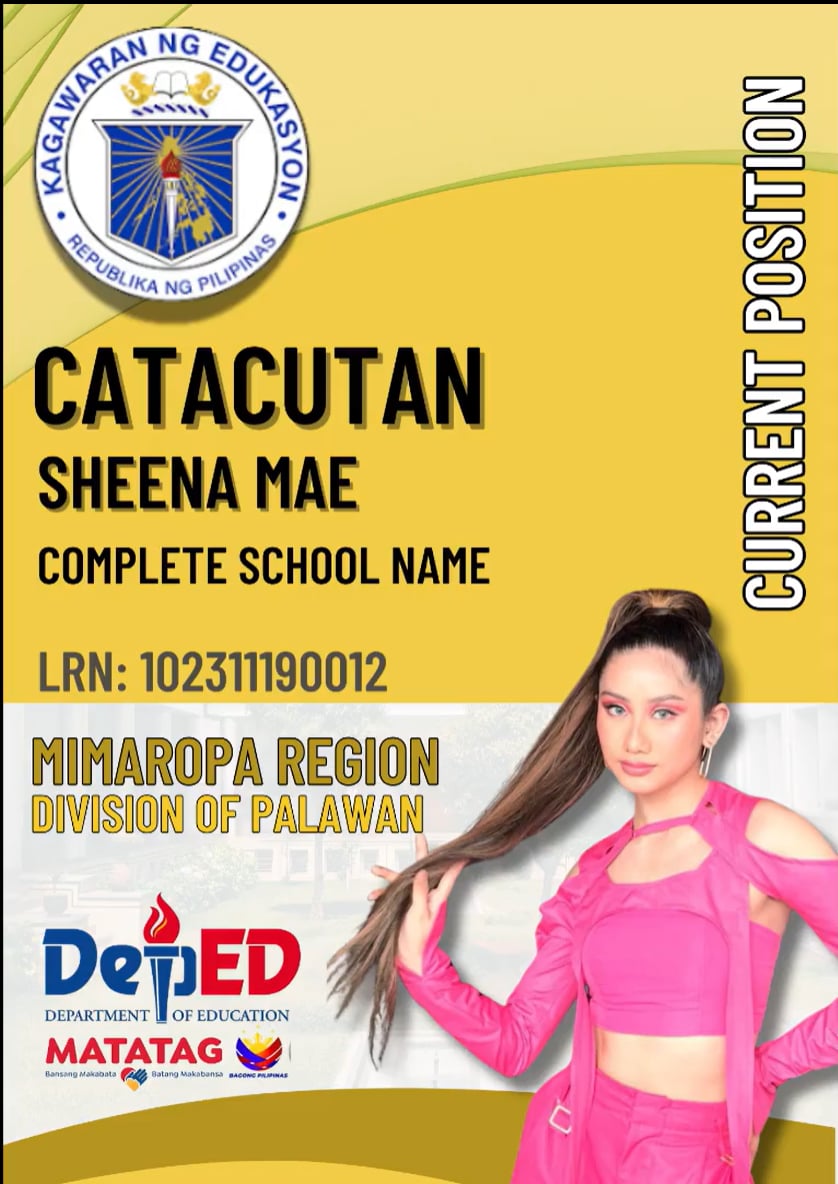 KAGAWARAN NG EDUKASYON
REPUBLIKA NG PILIPINAS
CURRENT POSITION
CATACUTAN
SHEENA MAE
COMPLETE SCHOOL NAME
LRN: 102311190012
MIMAROPA REGION
DIVISION OF PALAWAN
DepED
DEPARTMENT OF EDUCATION
MATATAG
Bansang Makabata Batang Makabansa
BAGONG PILIPINAS